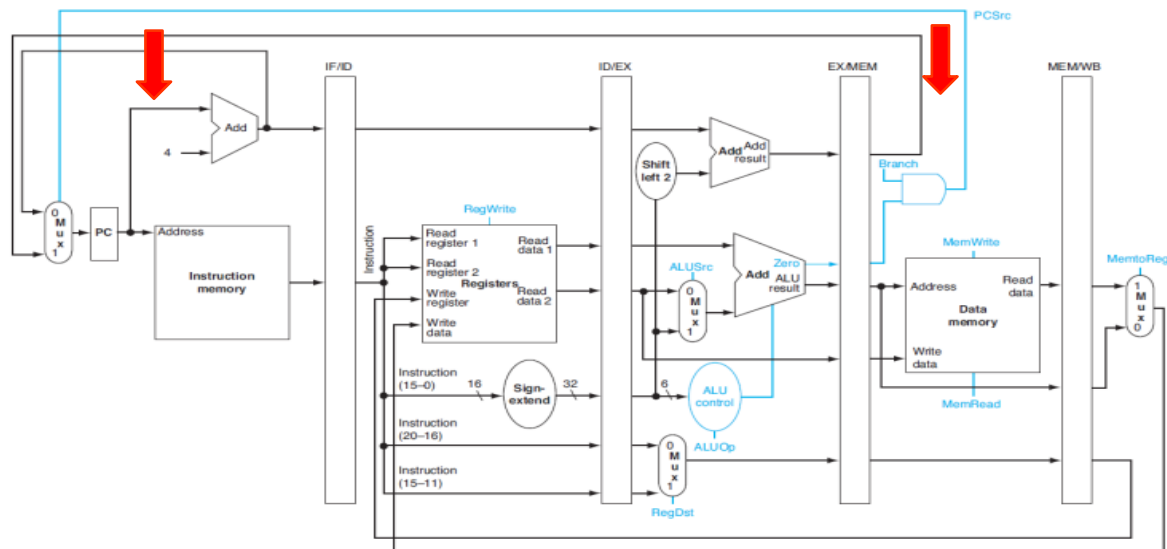 PCSrc
IF/ID
ID/EX
EX/MEM
MEM/WB
Add
4
Add Add
result
Shift
left 2
Branch
0
M
u
x
1
PC
Address
Instruction
memory
Instruction
RegWrite
Read
register 1
Read
data 1
Read
register 2
Registers
Write
register
Read
data 2
Write
data
ALUSrc
0
M
u
x
1
Zero
Add
ALU
result
MemWrite
Address
Read
data
Data
memory
Write
data
MemRead
MemtoReg
1
M
u
x
0
Instruction
(15–0)
16
Sign-
extend
32
6
ALU
control
ALUOp
Instruction
(20–16)
Instruction
(15–11)
0
M
u
x
1
RegDst